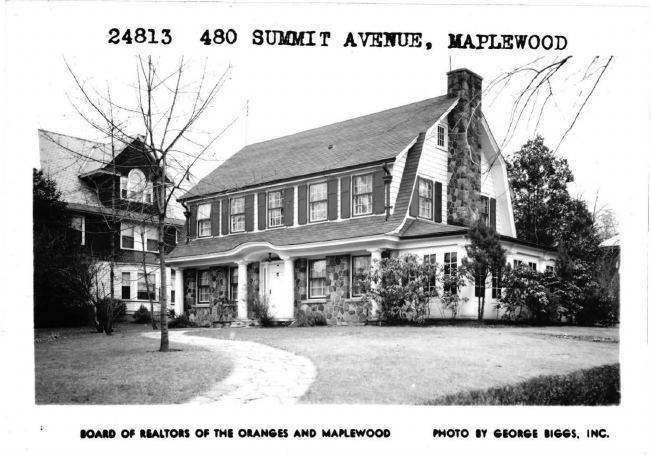 24813 480 SUMMIT AVENUE, MAPLEWOOD
BOARD OF REALTORS OF THE ORANGES AND MAPLEWOOD PHOTO BY GEORGE BIGGS, INC.